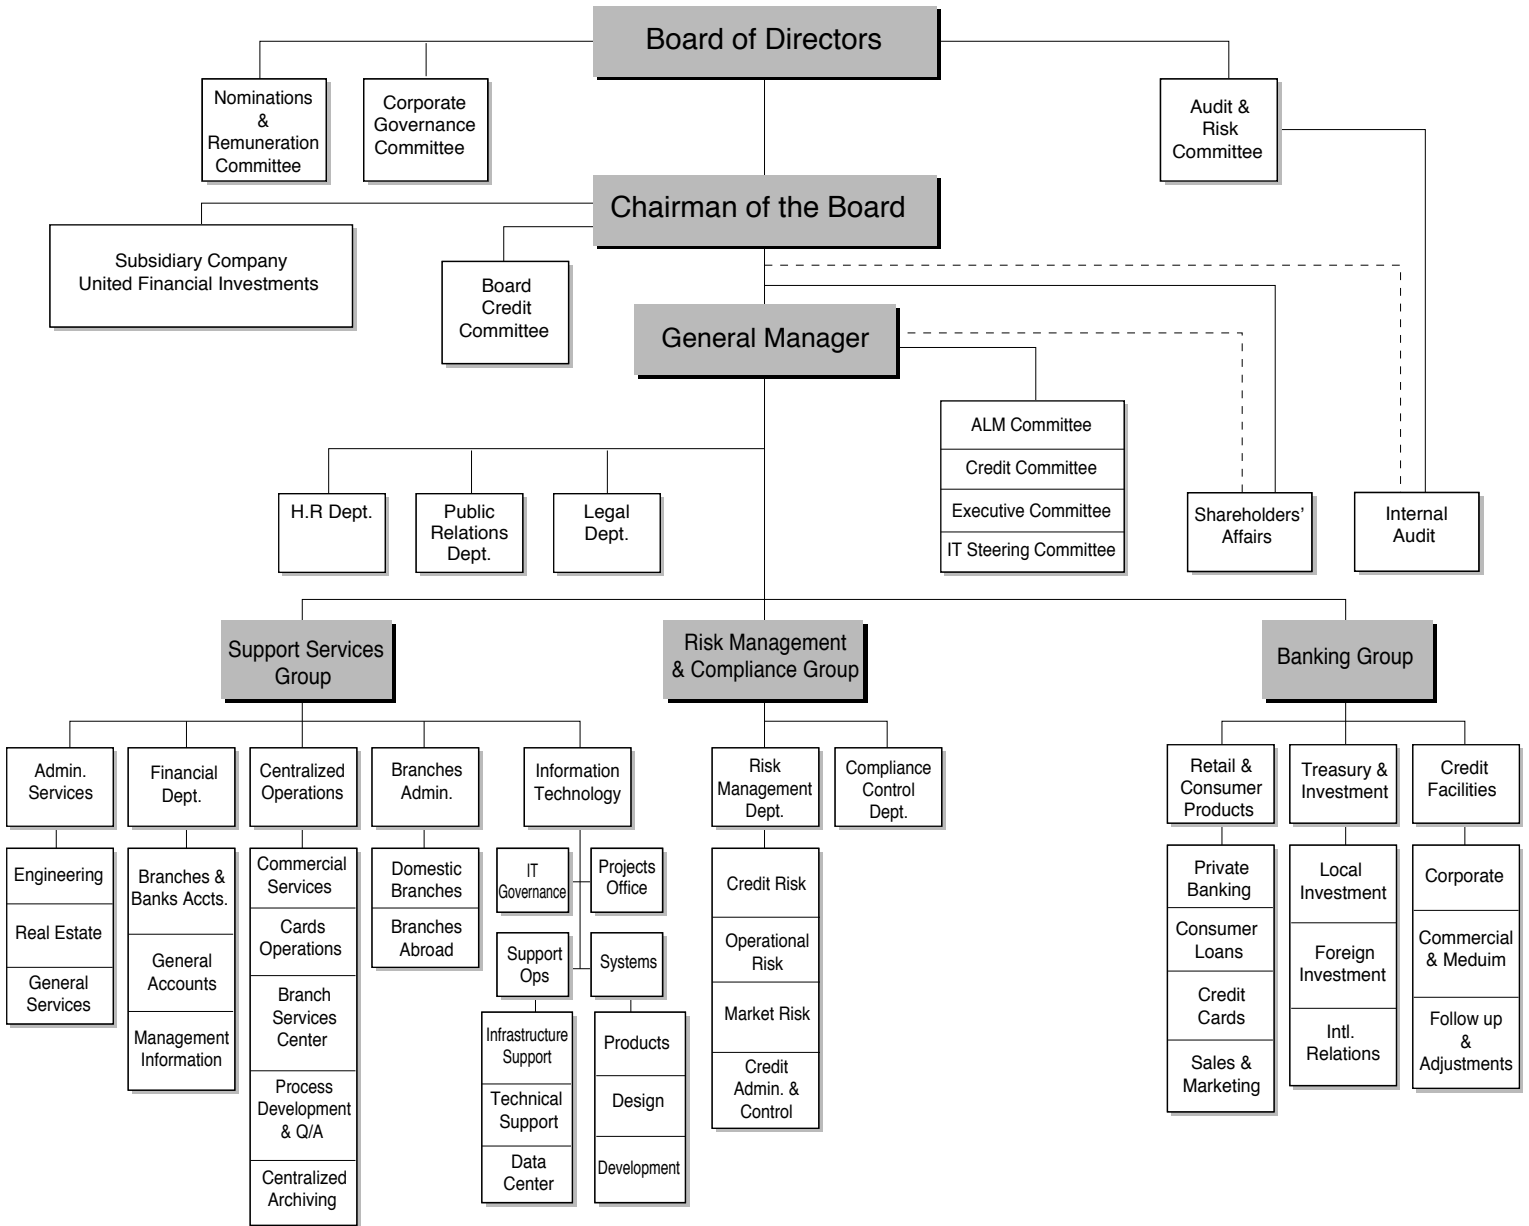 Board of Directors
Nominations
&
Remuneration
Committee
Corporate
Governance
Committee
Audit &
Risk
Committee
Chairman of the Board
Subsidiary Company
United Financial Investments
Board
Credit
Committee
General Manager
ALM Committee
Credit Committee
Executive Committee
IT Steering Committee
H.R Dept.
Public
Relations
Dept.
Legal
Dept.
Shareholders’
Affairs
Internal
Audit
Support Services
Group
Risk Management
& Compliance Group
Banking Group
Admin.
Services
Financial
Dept.
Centralized
Operations
Branches
Admin.
Information
Technology
Risk
Management
Dept.
Compliance
Control
Dept.
Retail &
Consumer
Products
Treasury &
Investment
Credit
Facilities
Engineering
Real Estate
General
Services
Branches &
Banks Accts.
General
Accounts
Management
Information
Commercial
Services
Cards
Operations
Branch
Services
Center
Process
Development
& Q/A
Centralized
Archiving
Domestic
Branches
Branches
Abroad
IT
Governance
Projects
Office
Support
Ops
Systems
Infrastructure
Support
Technical
Support
Data
Center
Products
Design
Development
Credit Risk
Operational
Risk
Market Risk
Credit
Admin. &
Control
Private
Banking
Consumer
Loans
Credit
Cards
Sales &
Marketing
Local
Investment
Foreign
Investment
Intl.
Relations
Corporate
Commercial
& Meduim
Follow up
&
Adjustments